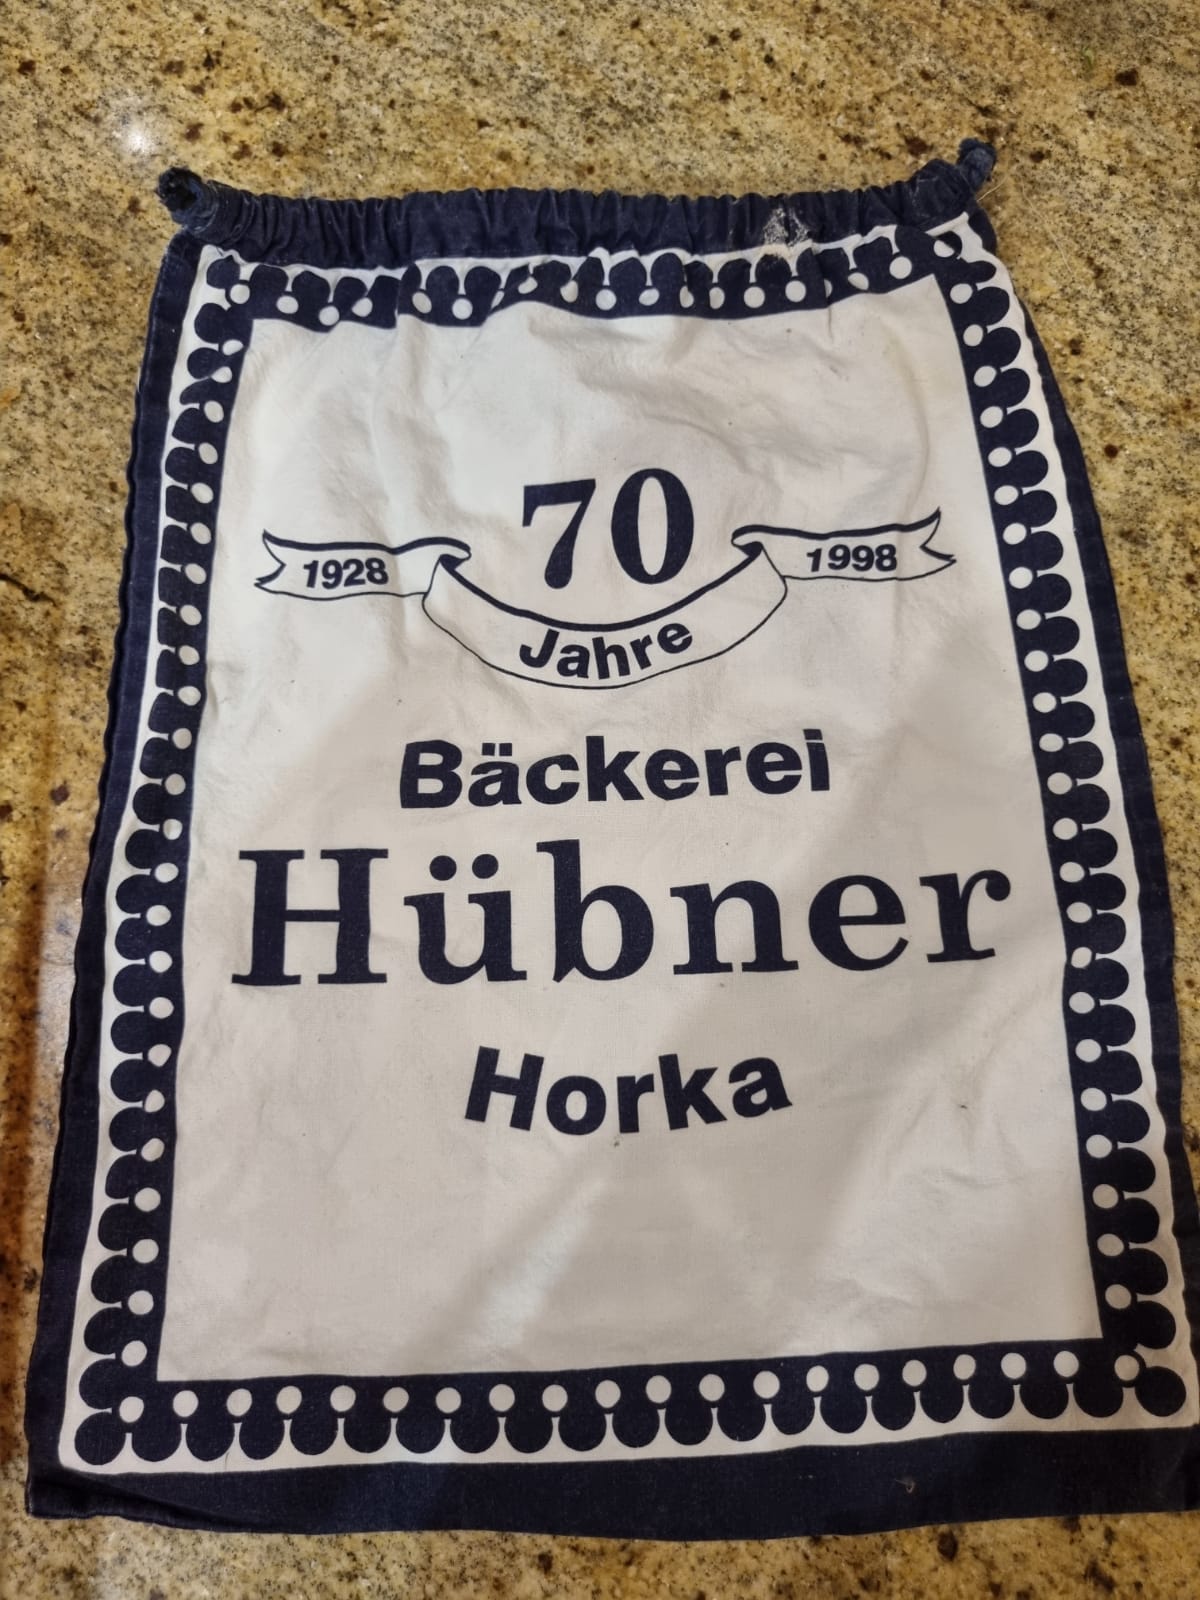 70
1928 Jahre 1998
Bäckerei
Hübner
Horka